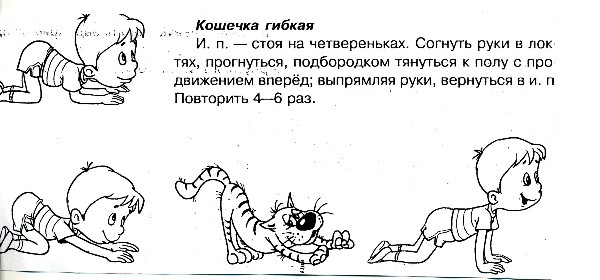 Кошечка гибкая
И. п. — стоя на четвереньках. Согнуть руки в лок
тях, прогнуться, подбородком тянуться к полу с про
движением вперёд; выпрямляя руки, вернуться в и. п
Повторить 4—6 раз.